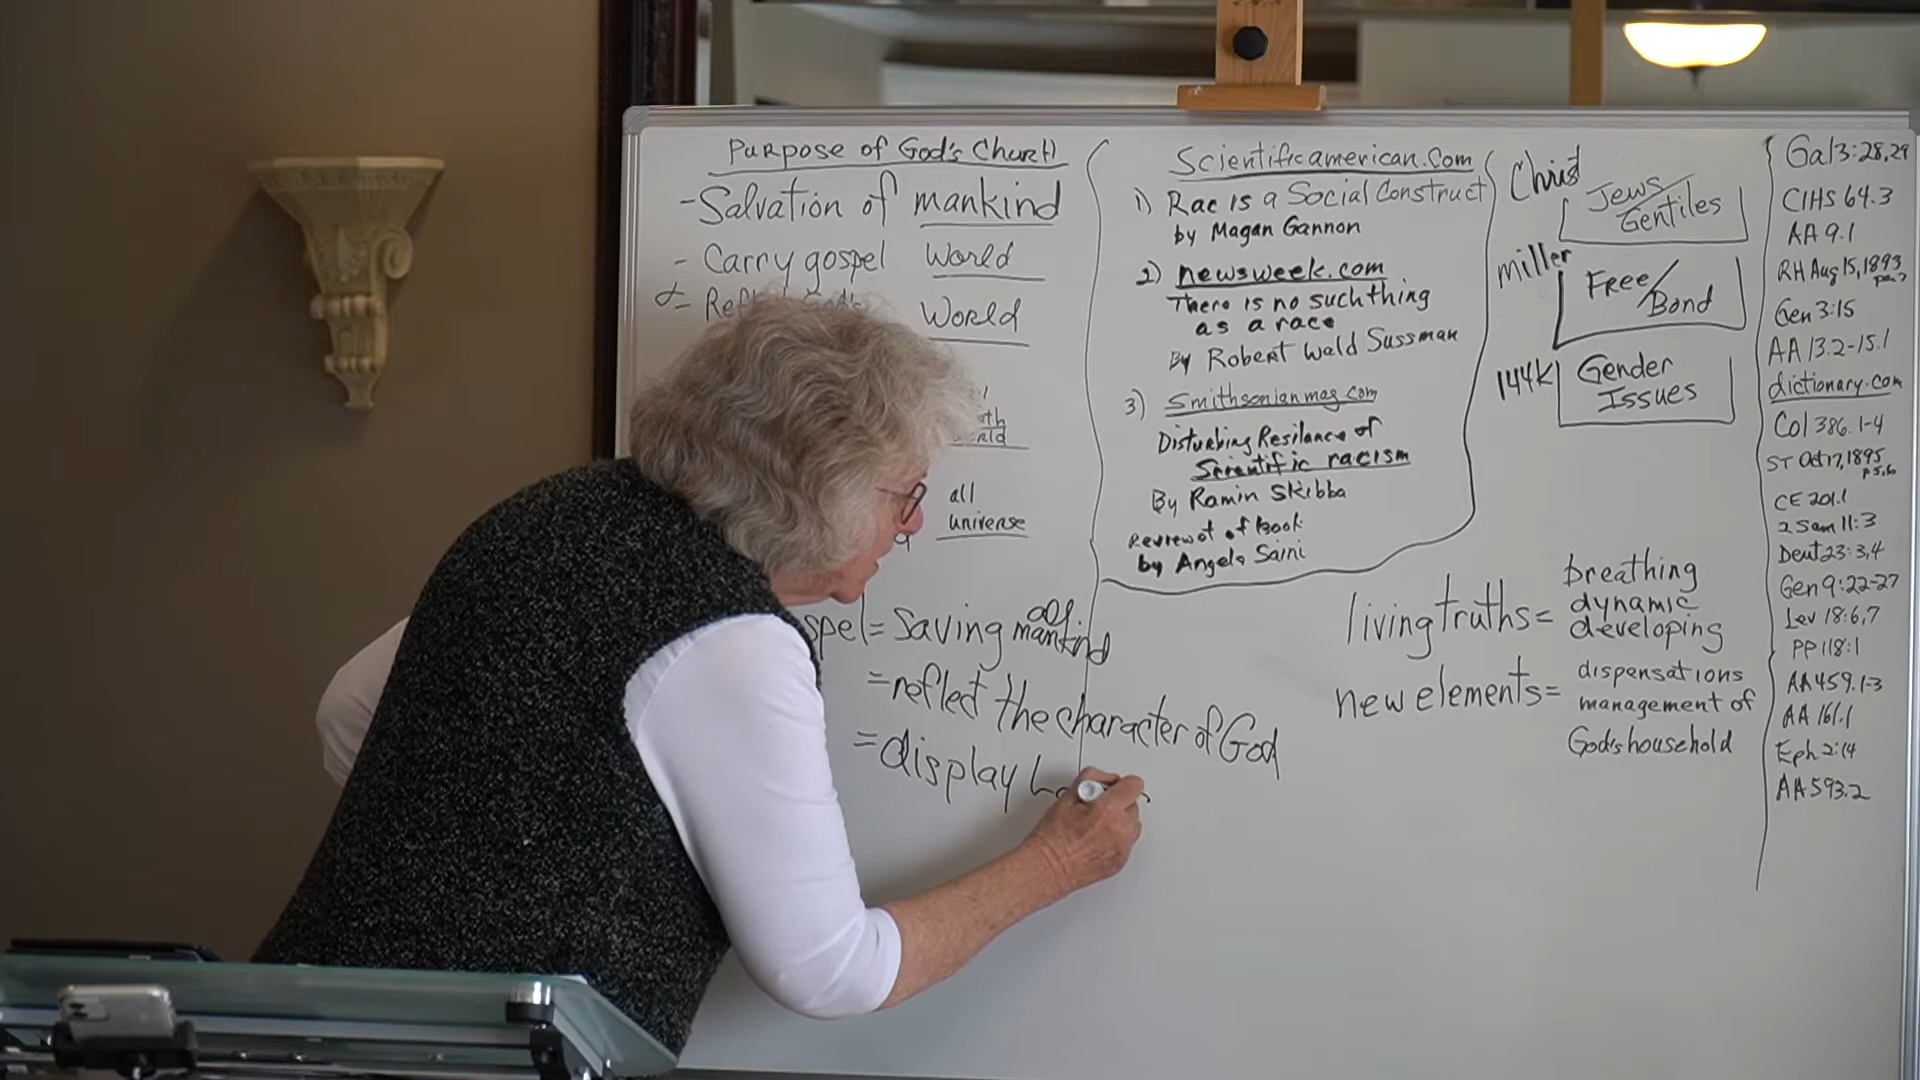 Purpose of God's Church
- Salvation of mankind
- Carry gospel World
World
all
universe
spel = Saving all mankind
= reflect the character of God
= display
Scientificamerican.com
1) Rac is a Social Construct
by Magan Gannon
2) newsweek.com
There is no such thing
as a race
By Robert Wald Sussman
3) Smithsonianmag.com
Disturbing Resilance of
Scientific racism
By Ramin Skibba
of Book
by Angela Saini
Christ
Jews/
Gentiles
miller
Free/
Bond
144K
Gender
Issues
living truths =
breathing
dynamic
developing
new elements =
dispensations
management of
God's household
Gal 3:28,29
CIHS 64.3
AA 9.1
RH Aug 15, 1893
Gen 3:15
AA 13.2-15.1
dictionary.com
Col 386.1-4
ST Oct 17, 1895
p 5,6
CE 201.1
2 Sam 11:3
Deut 23:3,4
Gen 9:22-27
Lev 18:6,7
PP 118:1
AA 459.1-3
AA 161.1
Eph 2:14
AA 593.2